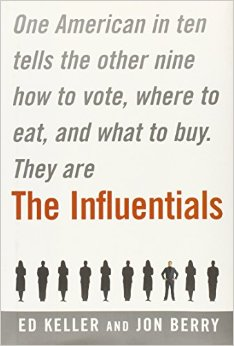 One American in ten
tells the other nine
how to vote, where to
eat, and what to buy.
They are
The Influentials
ED KELLER AND JON BERRY